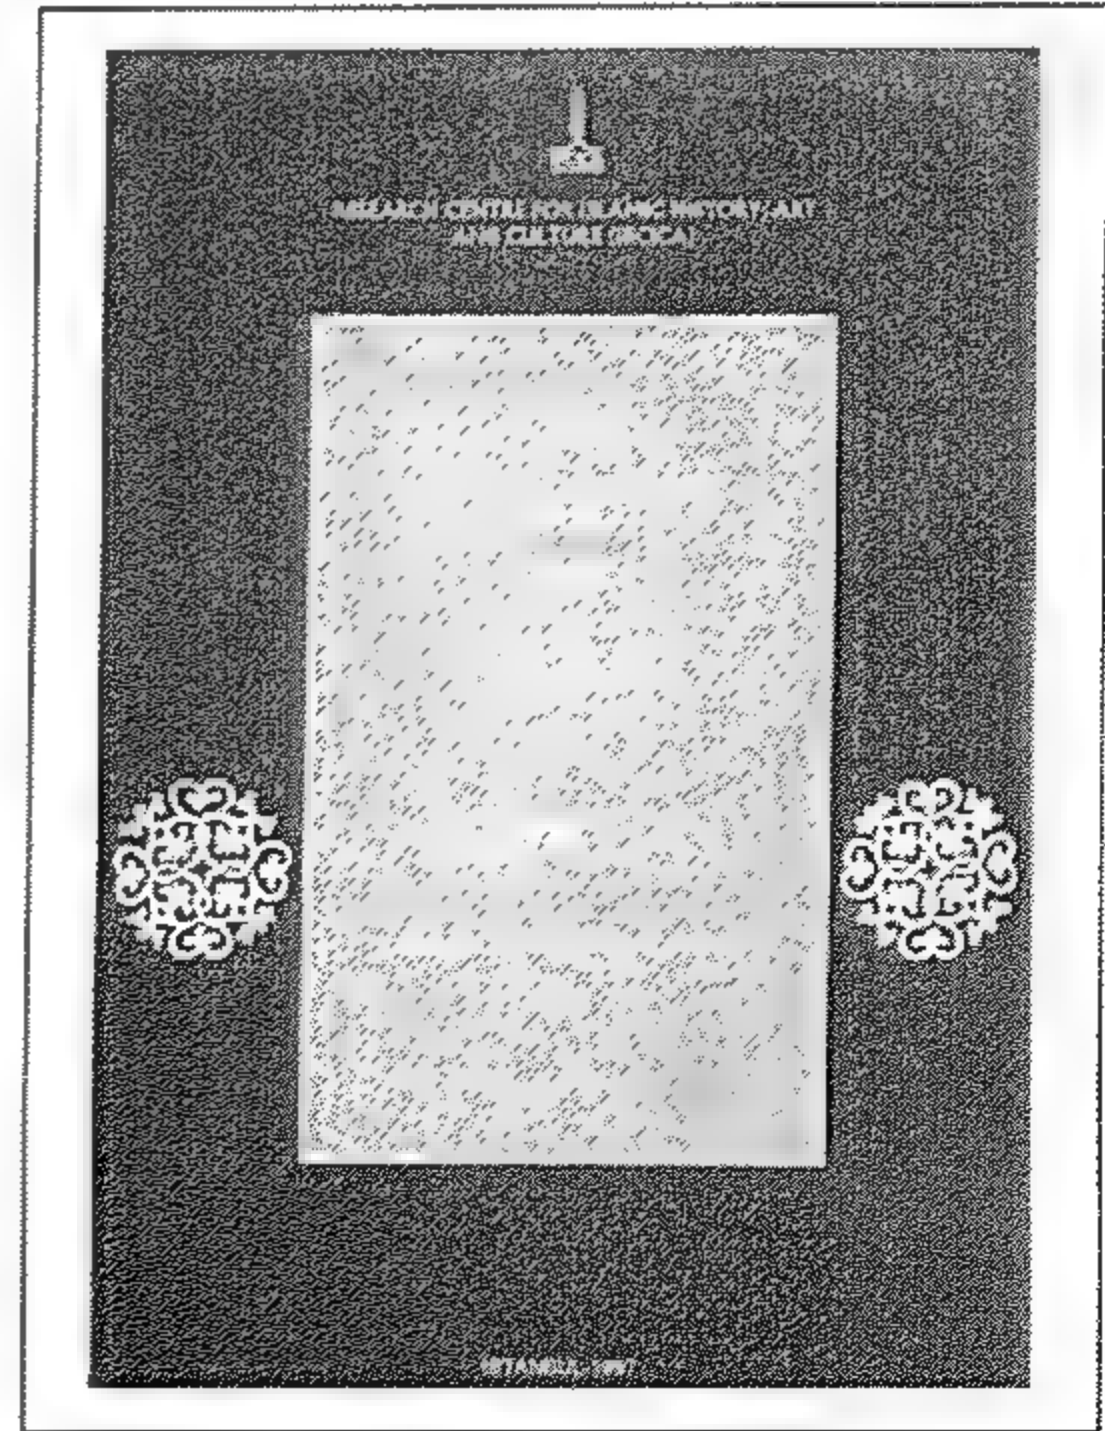 RESEARCH CENTRE FOR ISLAMIC HISTORY, ART
AND CULTURE (IRCICA)
ISTANBUL